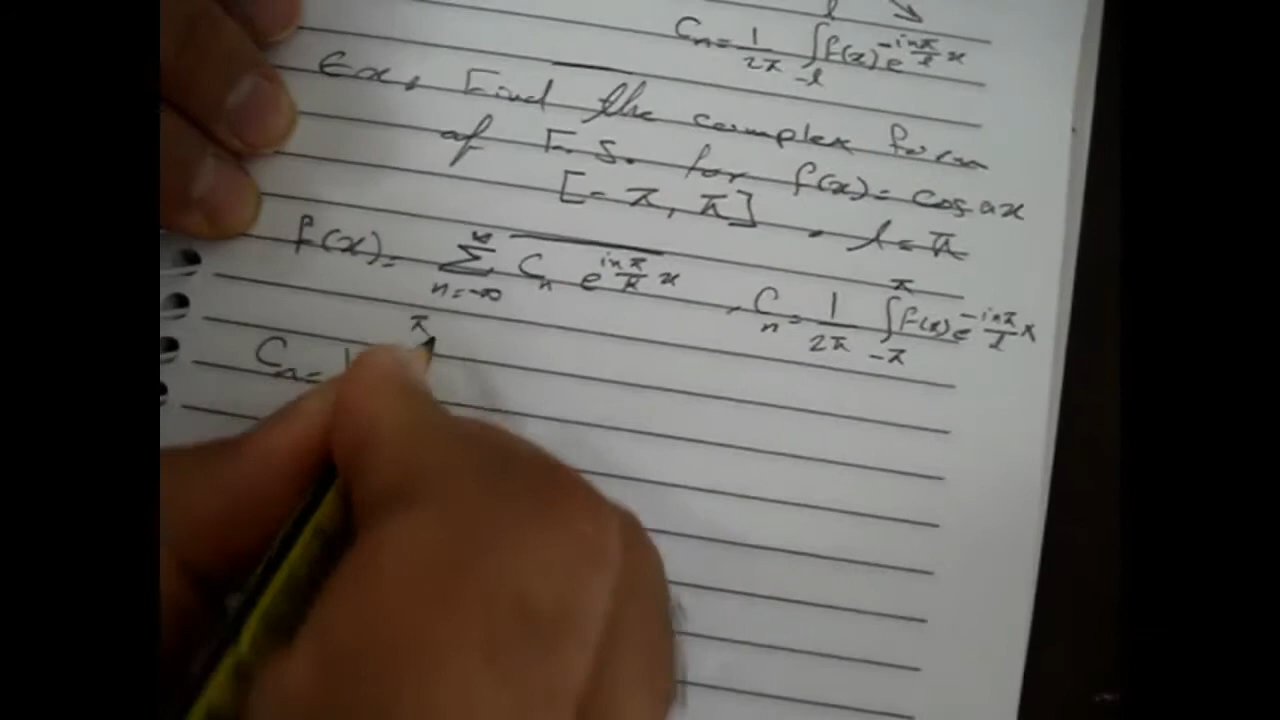 Cn = 1/2π ∫_{-l}^{l} f(x) e^{-inπ/l x}
Ex, Find the complex form
of F.S. for f(x) = cos ax
[-π, π] , l = π
f(x) = Σ_{n=-∞}^{∞} Cn e^{inπ/π x} , Cn = 1/2π ∫_{-π}^{π} f(x) e^{-inπ/l x}
Cn = 1 π